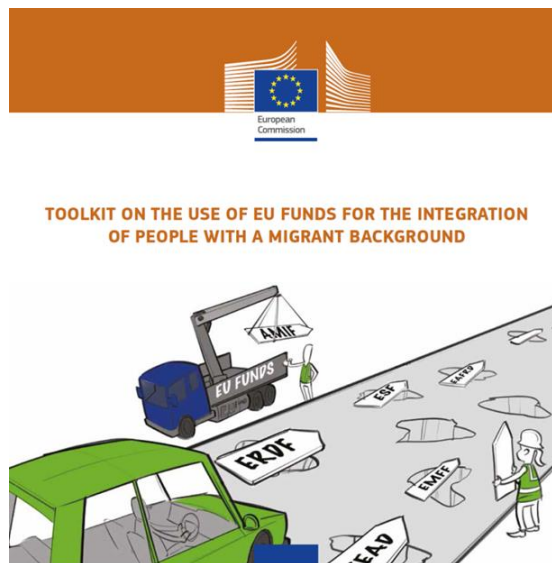 European
Commission
TOOLKIT ON THE USE OF EU FUNDS FOR THE INTEGRATION
OF PEOPLE WITH A MIGRANT BACKGROUND
AMIF
EU FUNDS
ESF
EAFRD
ERDF
EMFF
EAD